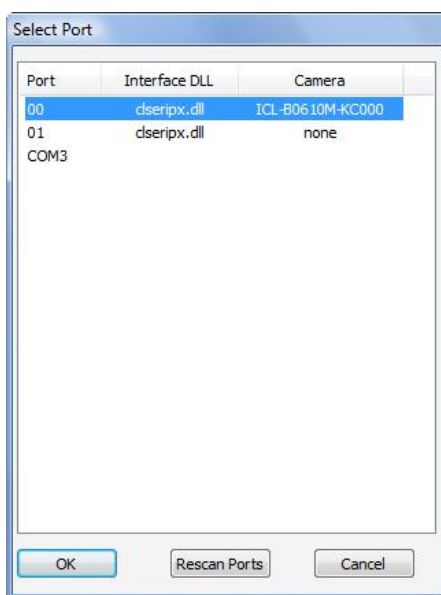 Select Port
Port Interface DLL Camera
00 clseripx.dll ICL-B0610M-KC000
01 clseripx.dll none
COM3
OK Rescan Ports Cancel